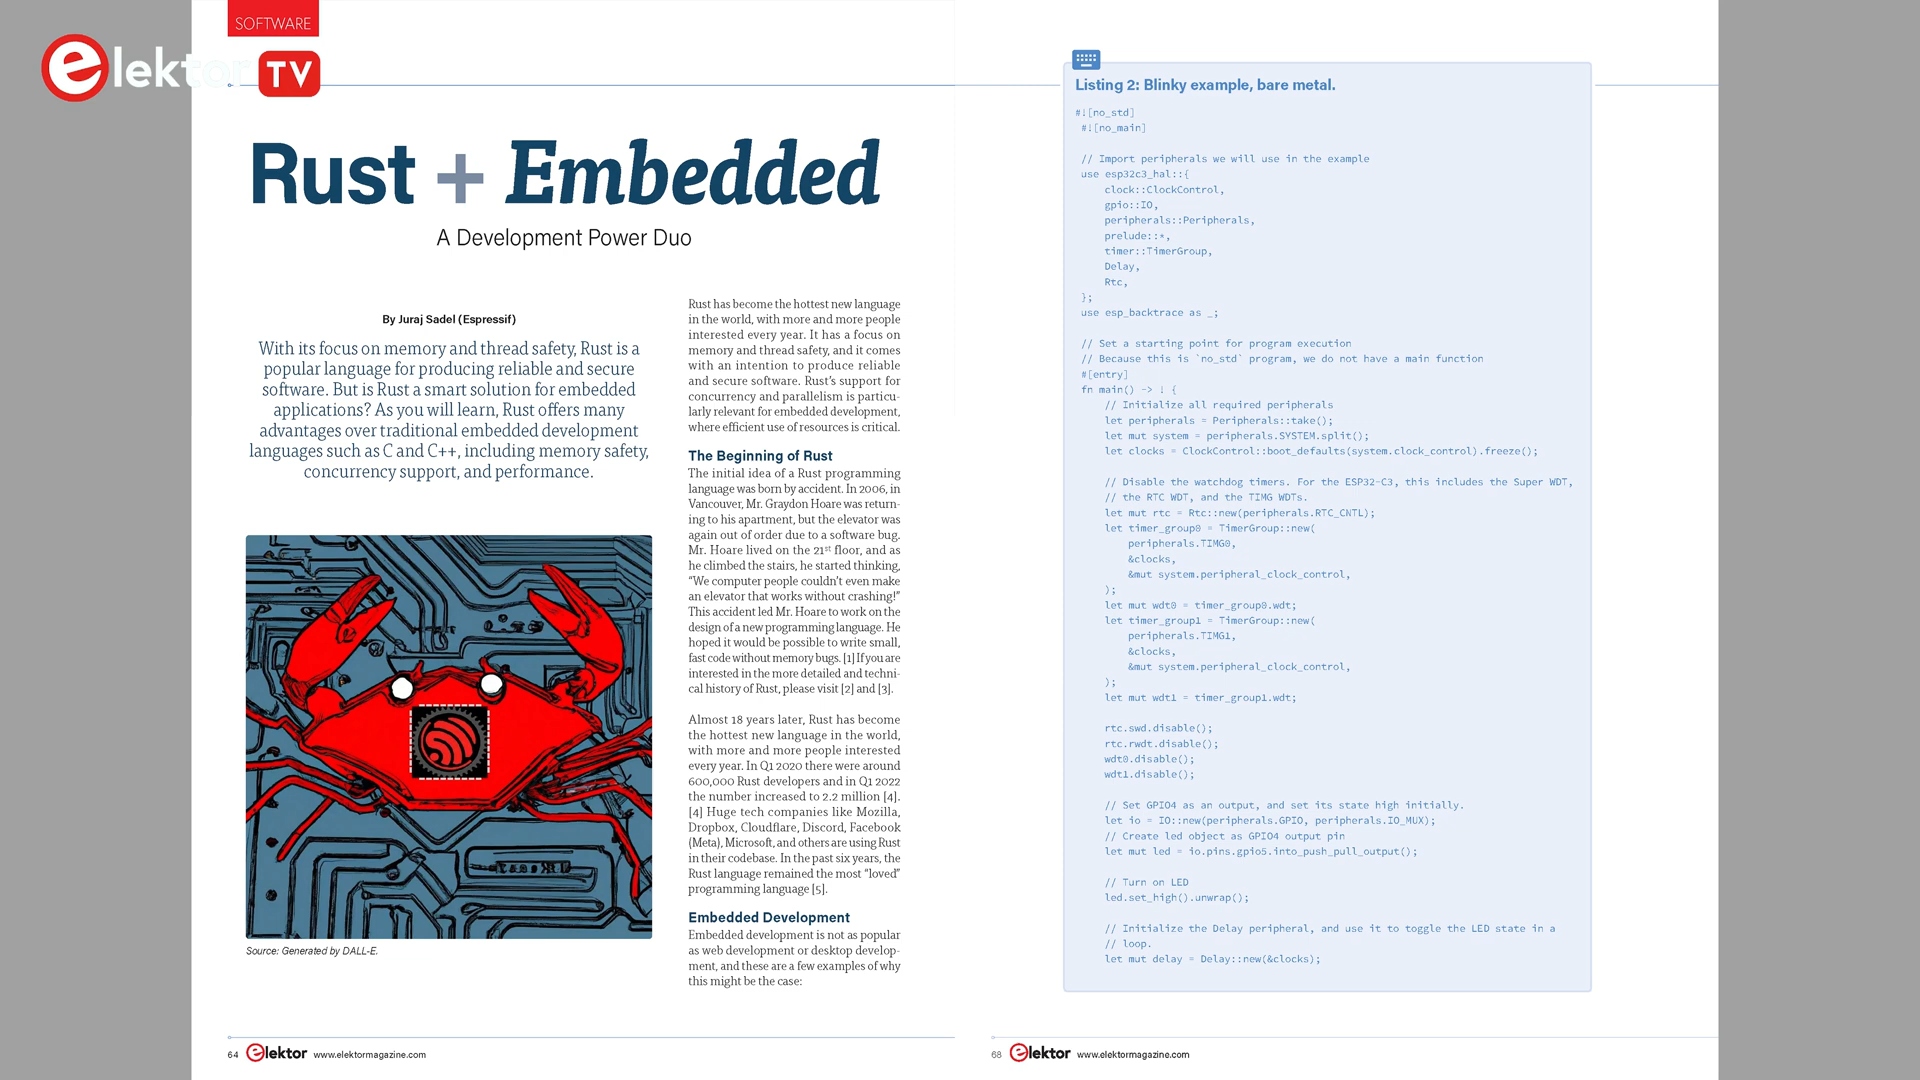 SOFTWARE
elektor TV
Rust + Embedded
A Development Power Duo
By Juraj Sadel (Espressif)
With its focus on memory and thread safety, Rust is a
popular language for producing reliable and secure
software. But is Rust a smart solution for embedded
applications? As you will learn, Rust offers many
advantages over traditional embedded development
languages such as C and C++, including memory safety,
concurrency support, and performance.
Source: Generated by DALL-E.
Rust has become the hottest new language
in the world, with more and more people
interested every year. It has a focus on
memory and thread safety, and it comes
with an intention to produce reliable
and secure software. Rust's support for
concurrency and parallelism is particu-
larly relevant for embedded development,
where efficient use of resources is critical.
The Beginning of Rust
The initial idea of a Rust programming
language was born by accident. In 2006, in
Vancouver, Mr. Graydon Hoare was return-
ing to his apartment, but the elevator was
again out of order due to a software bug.
Mr. Hoare lived on the 21st floor, and as
he climbed the stairs, he started thinking,
“We computer people couldn't even make
an elevator that works without crashing!”
This accident led Mr. Hoare to work on the
design of a new programming language. He
hoped it would be possible to write small,
fast code without memory bugs. [1] If you are
interested in the more detailed and techni-
cal history of Rust, please visit [2] and [3].
Almost 18 years later, Rust has become
the hottest new language in the world,
with more and more people interested
every year. In Q1 2020 there were around
600,000 Rust developers and in Q1 2022
the number increased to 2.2 million [4].
[4] Huge tech companies like Mozilla,
Dropbox, Cloudflare, Discord, Facebook
(Meta), Microsoft, and others are using Rust
in their codebase. In the past six years, the
Rust language remained the most “loved”
programming language [5].
Embedded Development
Embedded development is not as popular
as web development or desktop develop-
ment, and these are a few examples of why
this might be the case:
64 elektor www.elektormagazine.com
Listing 2: Blinky example, bare metal.
#![no_std]
#![no_main]
// Import peripherals we will use in the example
use esp32c3_hal::{
clock::ClockControl,
gpio::IO,
peripherals::Peripherals,
prelude::*,
timer::TimerGroup,
Delay,
Rtc,
};
use esp_backtrace as _;
// Set a starting point for program execution
// Because this is `no_std` program, we do not have a main function
#[entry]
fn main() -> ! {
// Initialize all required peripherals
let peripherals = Peripherals::take();
let mut system = peripherals.SYSTEM.split();
let clocks = ClockControl::boot_defaults(system.clock_control).freeze();
// Disable the watchdog timers. For the ESP32-C3, this includes the Super WDT,
// the RTC WDT, and the TIMG WDTs.
let mut rtc = Rtc::new(peripherals.RTC_CNTL);
let timer_group0 = TimerGroup::new(
peripherals.TIMG0,
&clocks,
&mut system.peripheral_clock_control,
);
let mut wdt0 = timer_group0.wdt;
let timer_group1 = TimerGroup::new(
peripherals.TIMG1,
&clocks,
&mut system.peripheral_clock_control,
);
let mut wdt1 = timer_group1.wdt;
rtc.swd.disable();
rtc.rwdt.disable();
wdt0.disable();
wdt1.disable();
// Set GPIO4 as an output, and set its state high initially.
let io = IO::new(peripherals.GPIO, peripherals.IO_MUX);
// Create led object as GPIO4 output pin
let mut led = io.pins.gpio5.into_push_pull_output();
// Turn on LED
led.set_high().unwrap();
// Initialize the Delay peripheral, and use it to toggle the LED state in a
// loop.
let mut delay = Delay::new(&clocks);
68 elektor www.elektormagazine.com